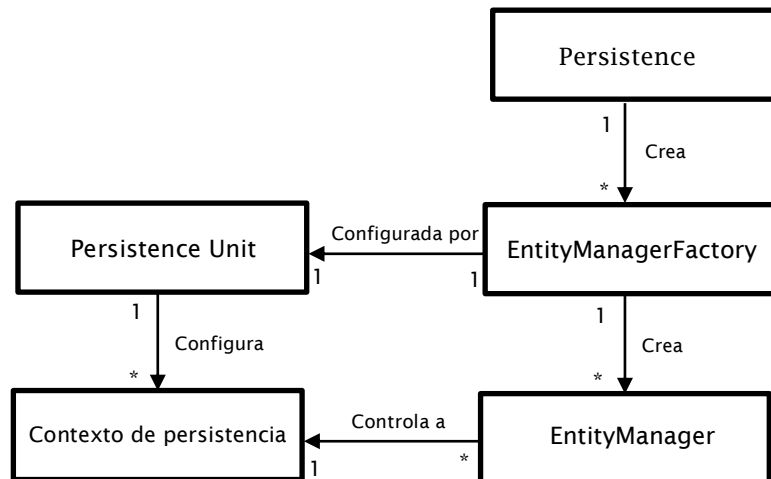 Persistence
1
Crea
*
Persistence Unit
Configurada por
EntityManagerFactory
1
1
1
1
Configura
Crea
*
*
Contexto de persistencia
Controla a
EntityManager
1
*